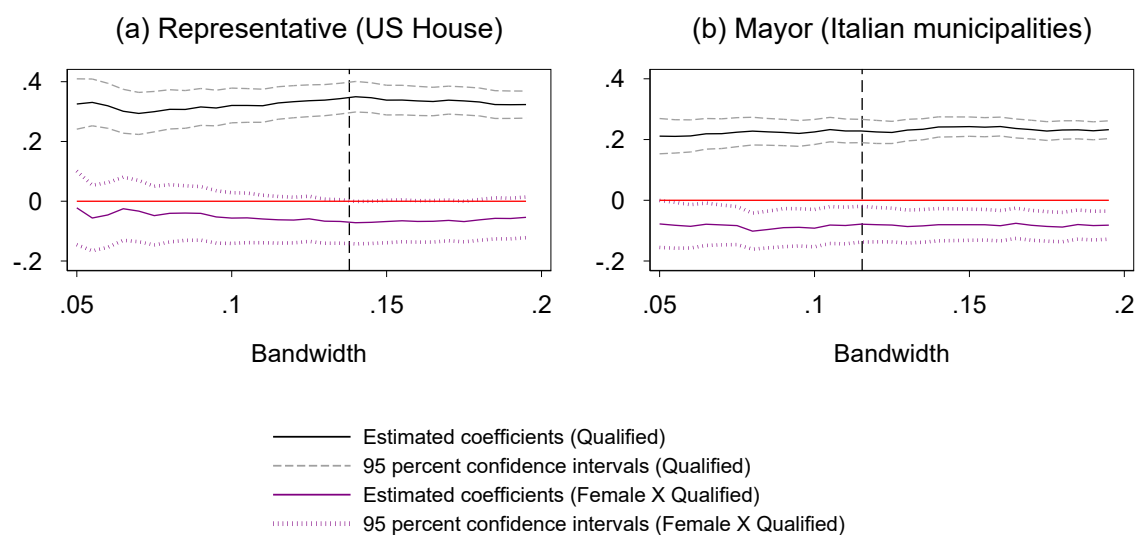 (a) Representative (US House)
.4
.2
0
-.2
.05
.1
.15
.2
Bandwidth
(b) Mayor (Italian municipalities)
.4
.2
0
-.2
.05
.1
.15
.2
Bandwidth
Estimated coefficients (Qualified)
95 percent confidence intervals (Qualified)
Estimated coefficients (Female X Qualified)
95 percent confidence intervals (Female X Qualified)